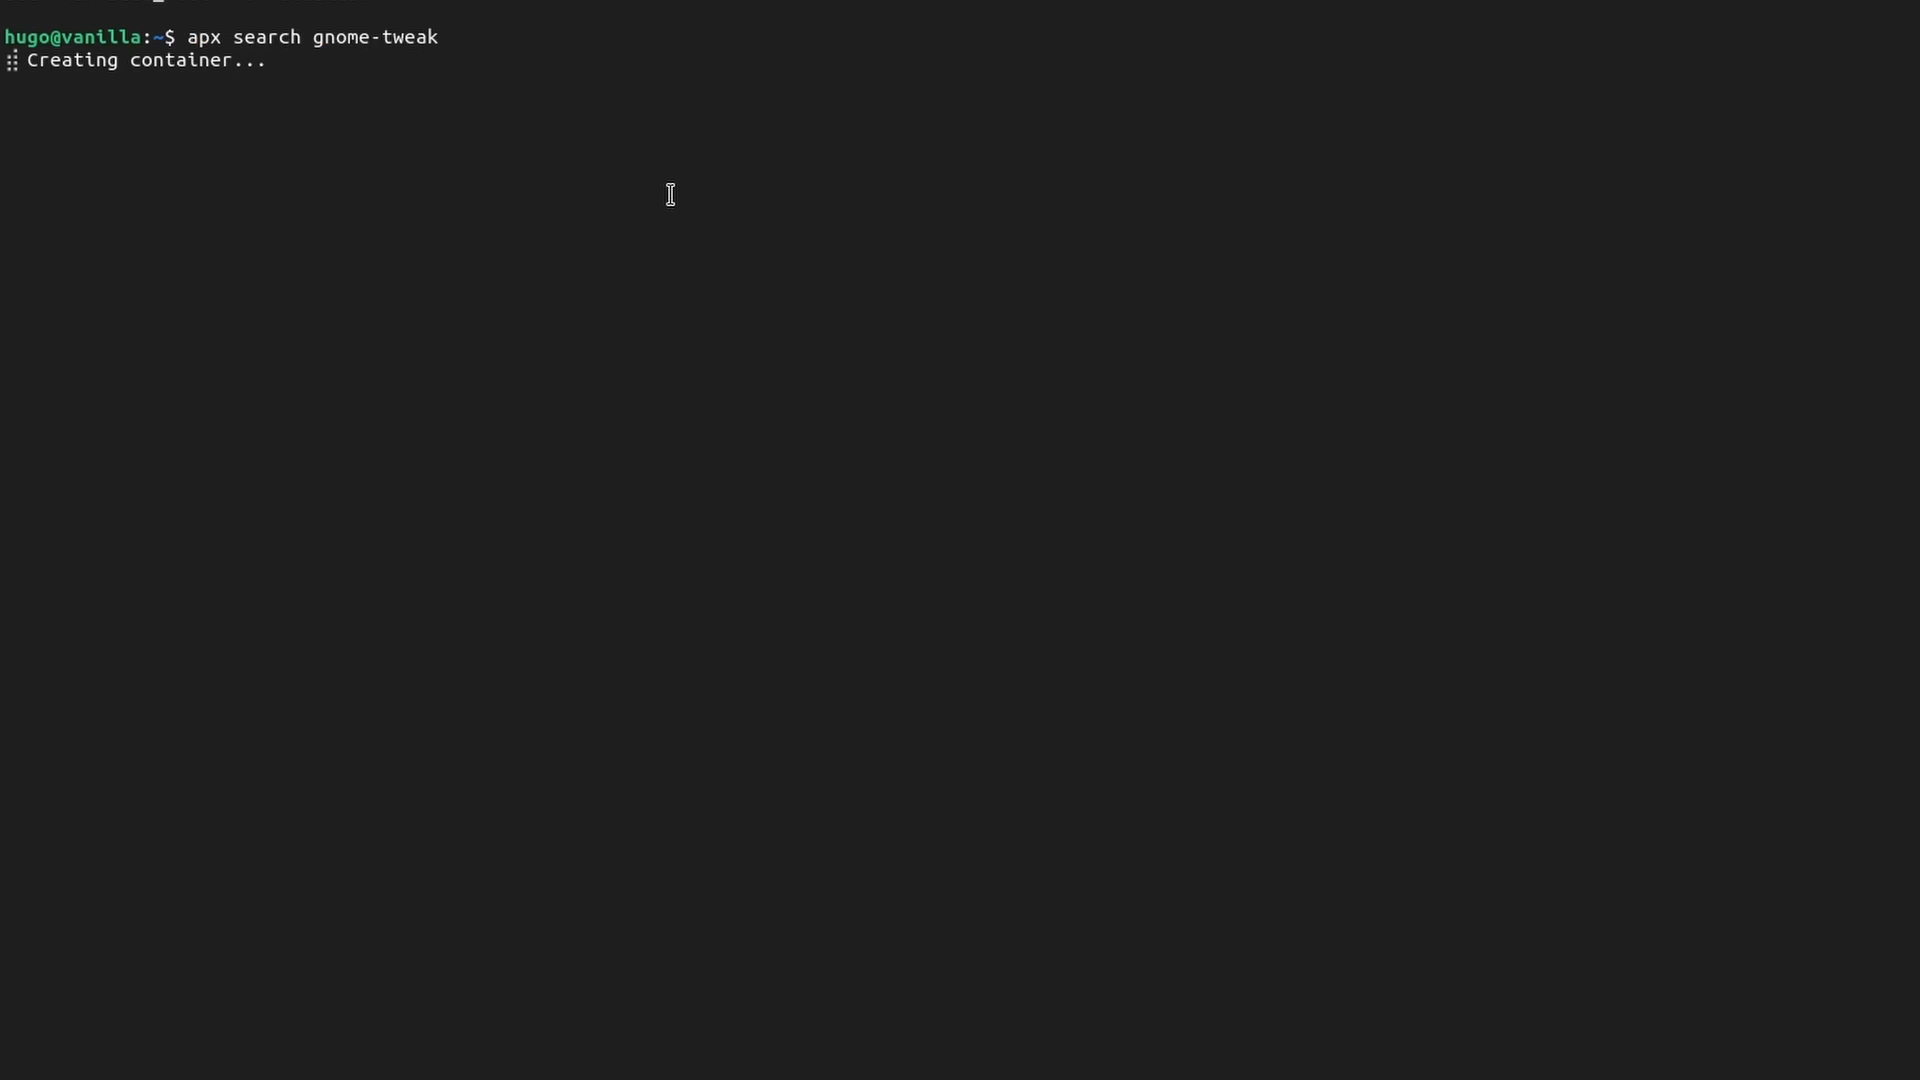 hugo@vanilla:~$ apx search gnome-tweak
⣾ Creating container...